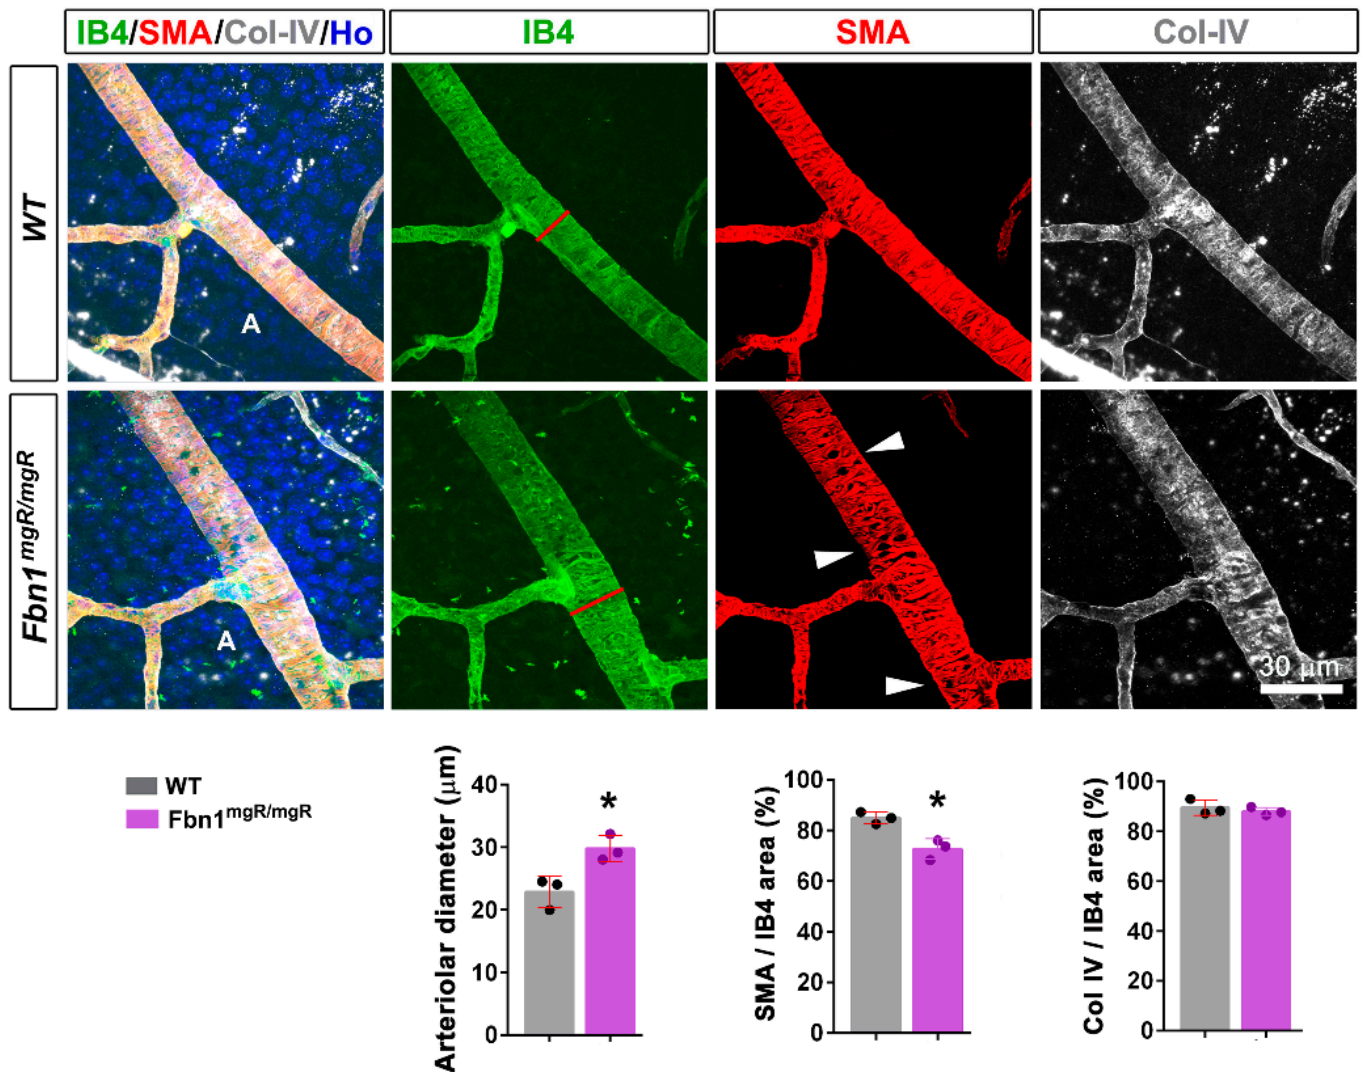 IB4/SMA/Col-IV/Ho
IB4
SMA
Col-IV
WT
A
Fbn1mgR/mgR
A
30 µm
WT
Fbn1mgR/mgR
Arteriolar diameter (µm)
40
30
20
10
0
*
SMA / IB4 area (%)
100
80
60
40
20
0
*
Col IV / IB4 area (%)
100
80
60
40
20
0